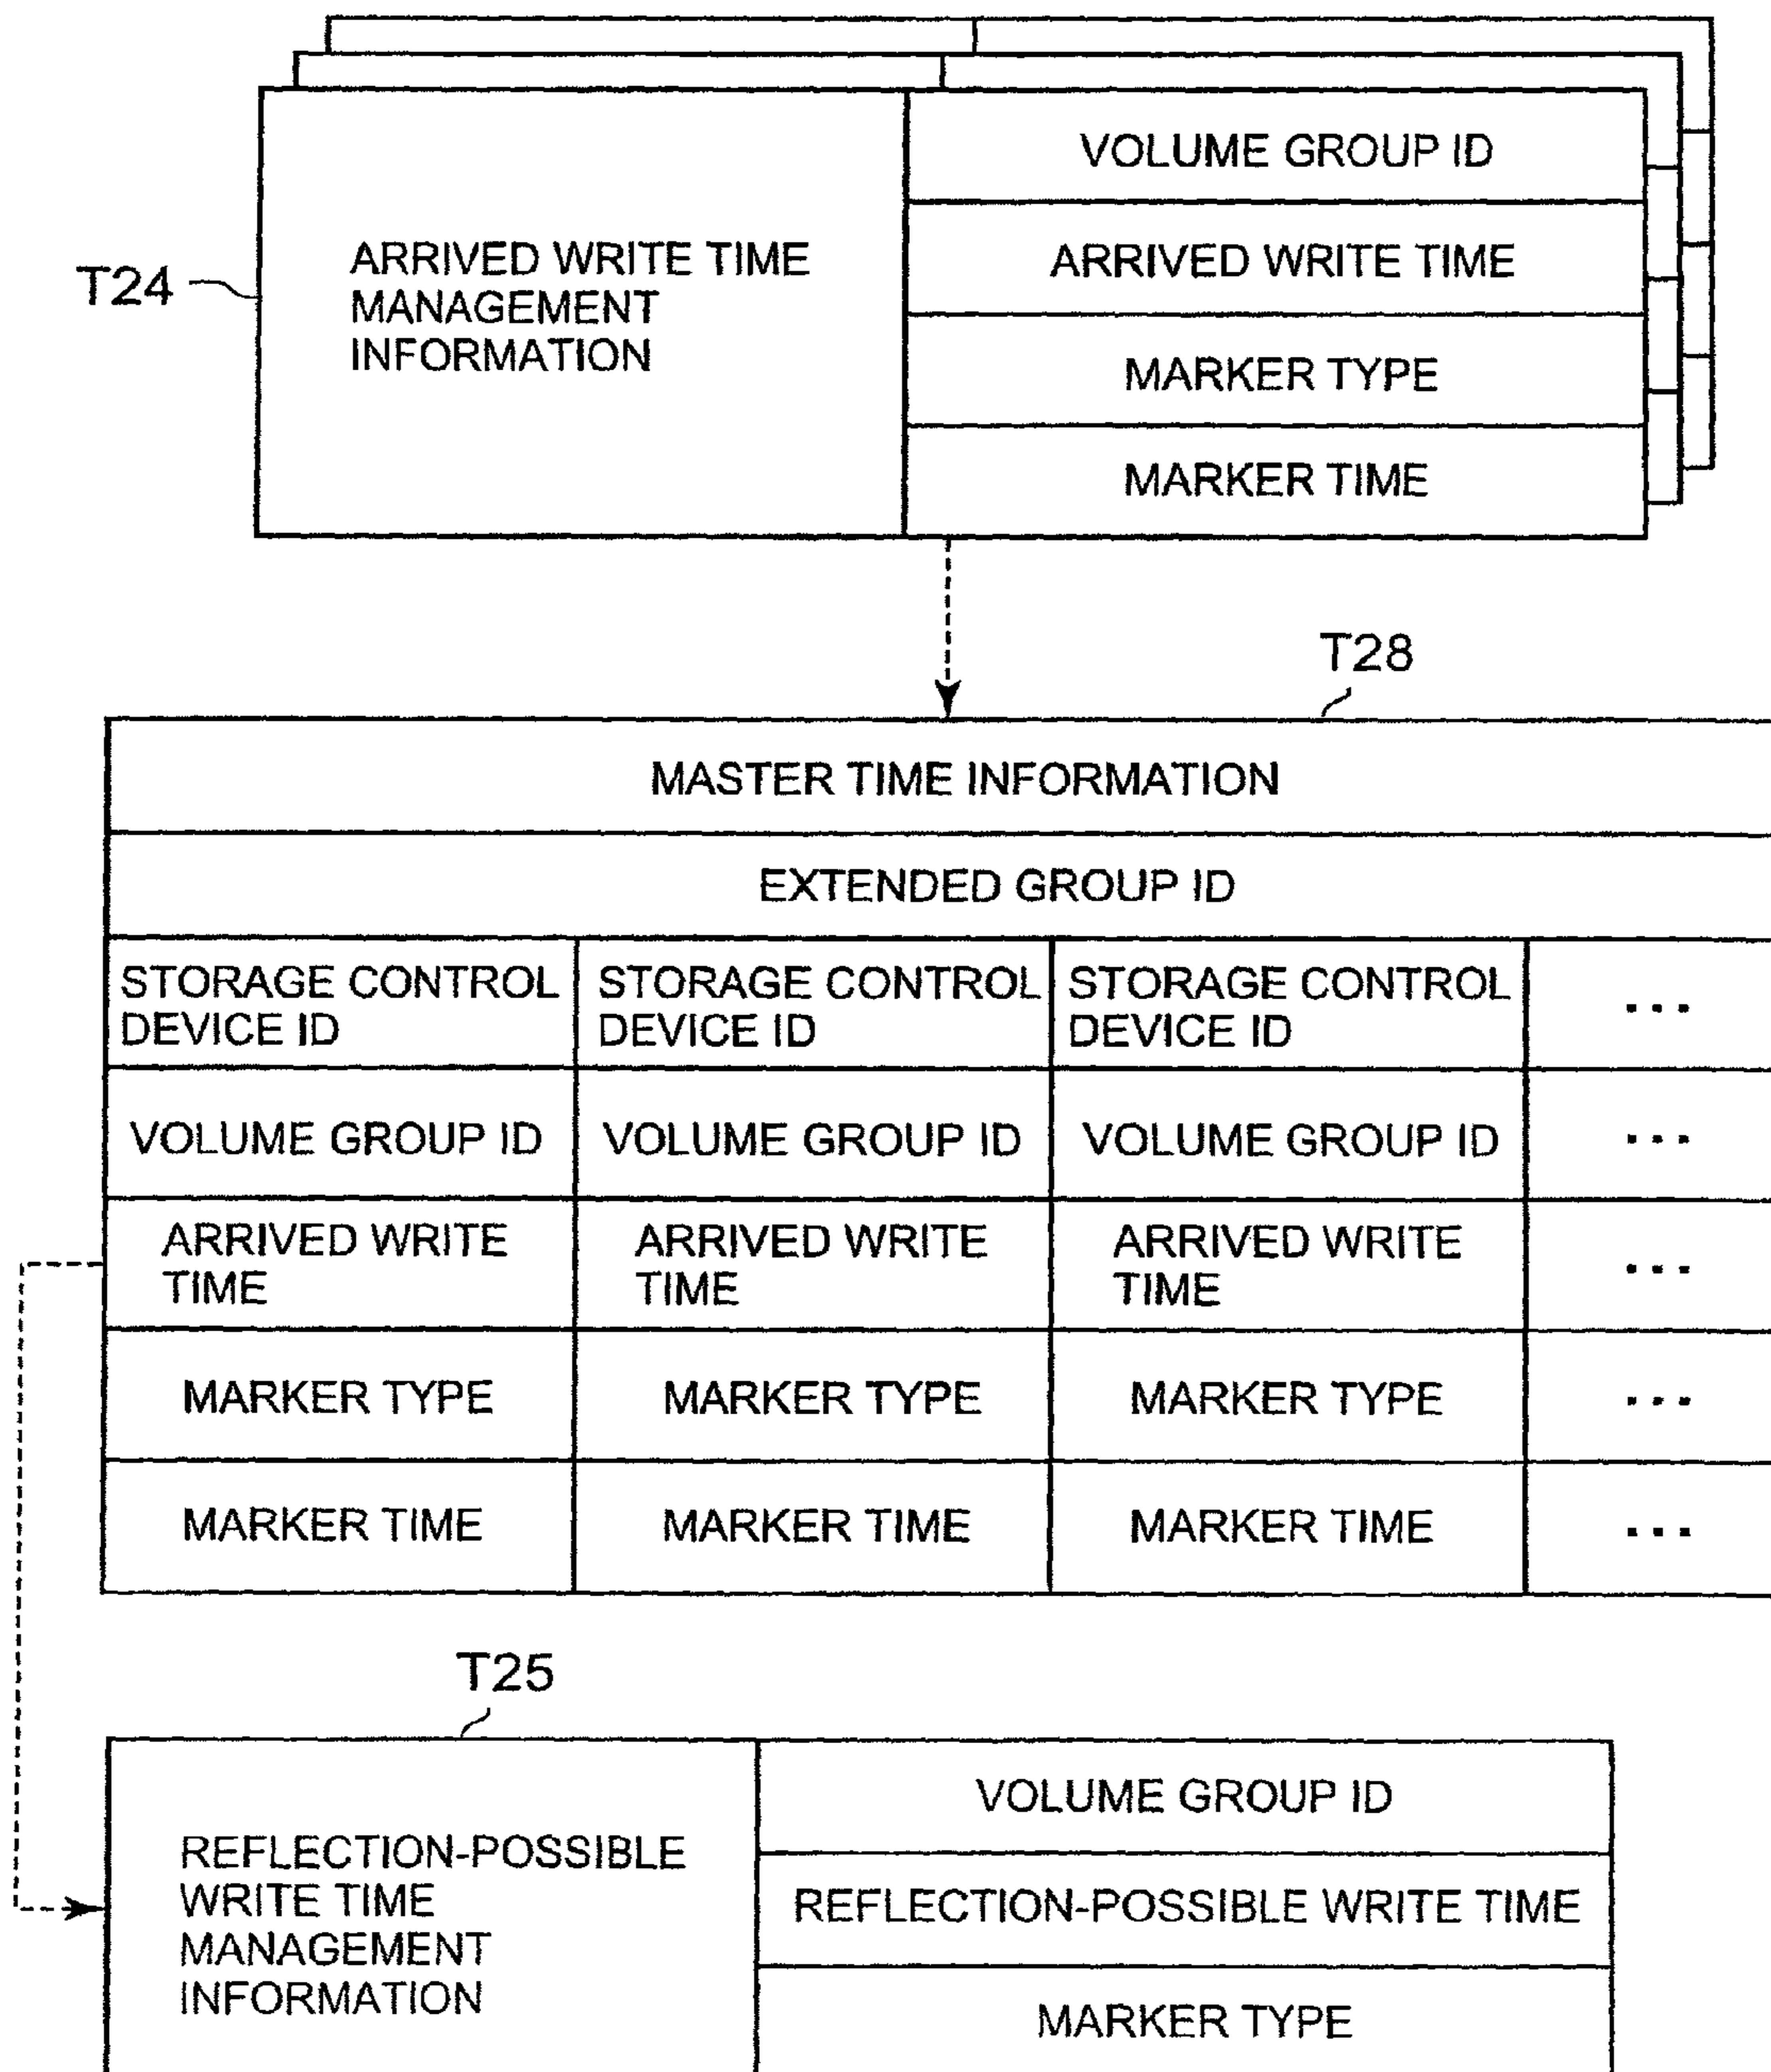 VOLUME GROUP ID
T24
ARRIVED WRITE TIME
MANAGEMENT
INFORMATION
ARRIVED WRITE TIME
MARKER TYPE
MARKER TIME
T28
MASTER TIME INFORMATION
EXTENDED GROUP ID
STORAGE CONTROL
DEVICE ID
STORAGE CONTROL
DEVICE ID
STORAGE CONTROL
DEVICE ID
...
VOLUME GROUP ID
VOLUME GROUP ID
VOLUME GROUP ID
...
ARRIVED WRITE
TIME
ARRIVED WRITE
TIME
ARRIVED WRITE
TIME
...
MARKER TYPE
MARKER TYPE
MARKER TYPE
...
MARKER TIME
MARKER TIME
MARKER TIME
...
T25
REFLECTION-POSSIBLE
WRITE TIME
MANAGEMENT
INFORMATION
VOLUME GROUP ID
REFLECTION-POSSIBLE WRITE TIME
MARKER TYPE